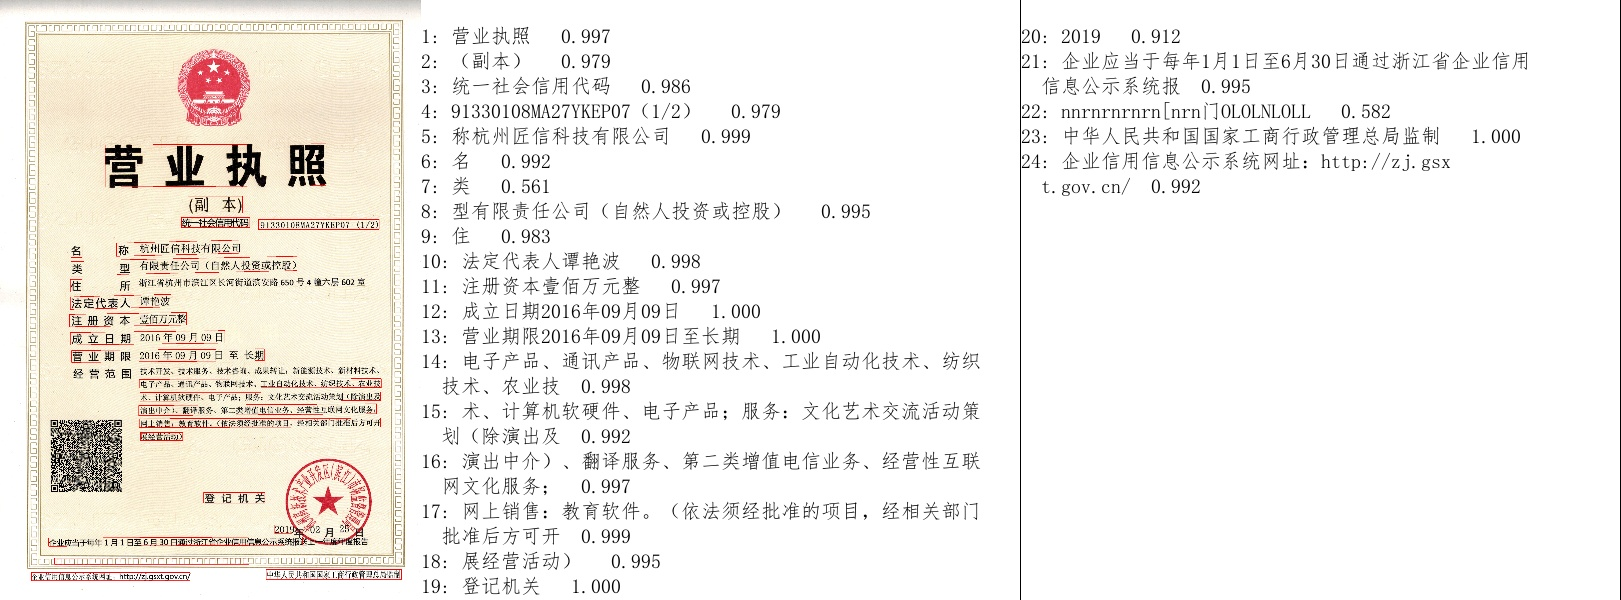 营业执照
(副 本)
统一社会信用代码 91330108MA27YKEP07 (1/2)
名 称 杭州匠信科技有限公司
类 型 有限责任公司(自然人投资或控股)
住 所 浙江省杭州市滨江区长河街道滨安路 650 号 4 幢六层 602 室
法定代表人 谭艳波
注册资本 壹佰万元整
成立日期 2016 年 09 月 09 日
营业期限 2016 年 09 月 09 日 至 长期
经营范围 技术开发、技术服务、技术咨询、成果转让:新能源技术、新材料技术、
电子产品、通讯产品、物联网技术、工业自动化技术、纺织技术、农业技
术、计算机软硬件、电子产品;服务:文化艺术交流活动策划(除演出及
演出中介)、翻译服务、第二类增值电信业务、经营性互联网文化服务;
网上销售:教育软件。(依法须经批准的项目,经相关部门批准后方可开
展经营活动)
登记机关
2019年 02 月 25 日
企业应当于每年1月1日至6月30日通过浙江省企业信用信息公示系统报送上一年度年度报告
企业信用信息公示系统网址: http://zj.gsxt.gov.cn/
中华人民共和国国家工商行政管理总局监制
1: 营业执照 0.997
2: (副本) 0.979
3: 统一社会信用代码 0.986
4: 91330108MA27YKEP07(1/2) 0.979
5: 称杭州匠信科技有限公司 0.999
6: 名 0.992
7: 类 0.561
8: 型有限责任公司(自然人投资或控股) 0.995
9: 住 0.983
10: 法定代表人谭艳波 0.998
11: 注册资本壹佰万元整 0.997
12: 成立日期2016年09月09日 1.000
13: 营业期限2016年09月09日至长期 1.000
14: 电子产品、通讯产品、物联网技术、工业自动化技术、纺织
技术、农业技 0.998
15: 术、计算机软硬件、电子产品;服务:文化艺术交流活动策
划(除演出及 0.992
16: 演出中介)、翻译服务、第二类增值电信业务、经营性互联
网文化服务; 0.997
17: 网上销售:教育软件。(依法须经批准的项目,经相关部门
批准后方可开 0.999
18: 展经营活动) 0.995
19: 登记机关 1.000
20: 2019 0.912
21: 企业应当于每年1月1日至6月30日通过浙江省企业信用
信息公示系统报 0.995
22: nnrnrnrnrn[nrn门OLOLNLOLL 0.582
23: 中华人民共和国国家工商行政管理总局监制 1.000
24: 企业信用信息公示系统网址: http://zj.gsx
t.gov.cn/ 0.992